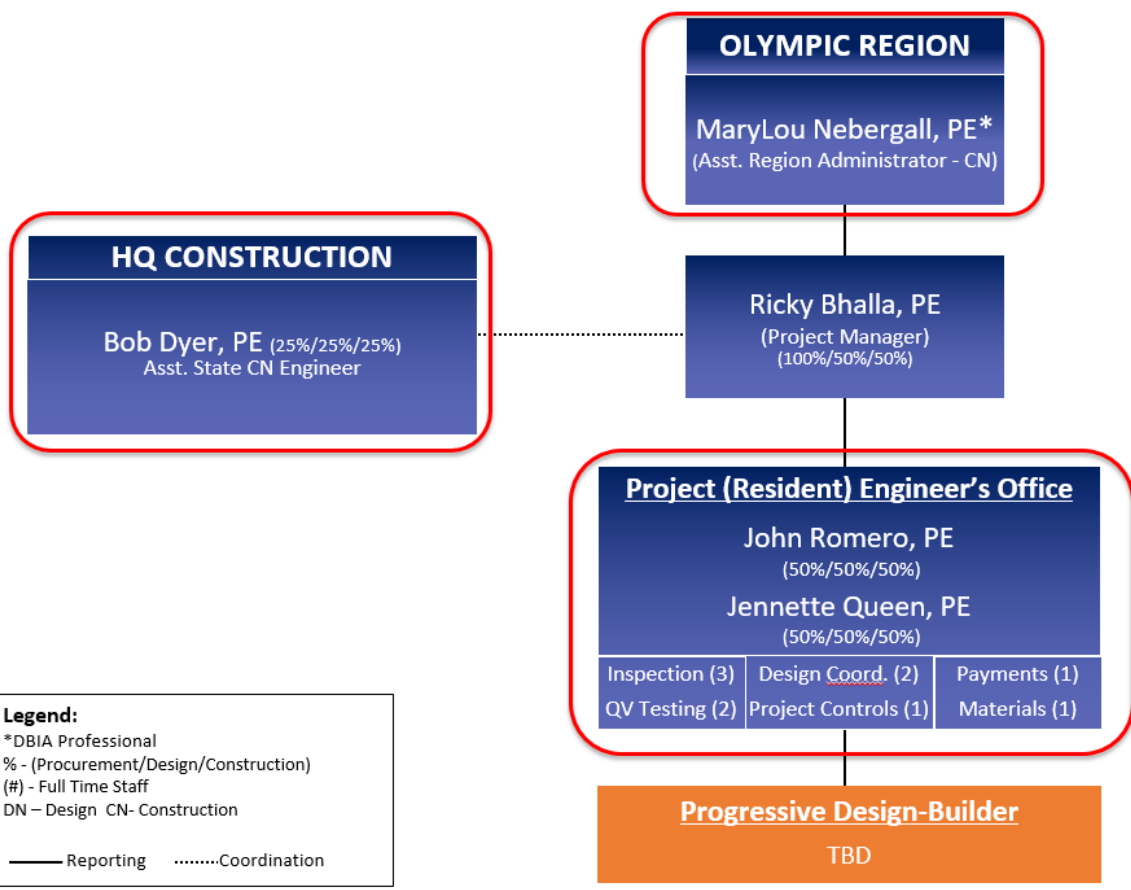 OLYMPIC REGION
MaryLou Nebergall, PE*
(Asst. Region Administrator - CN)
HQ CONSTRUCTION
Bob Dyer, PE (25%/25%/25%)
Asst. State CN Engineer
Ricky Bhalla, PE
(Project Manager)
(100%/50%/50%)
Project (Resident) Engineer’s Office
John Romero, PE
(50%/50%/50%)
Jennette Queen, PE
(50%/50%/50%)
Inspection (3)
QV Testing (2)
Design Coord. (2)
Project Controls (1)
Payments (1)
Materials (1)
Progressive Design-Builder
TBD
Legend:
*DBIA Professional
% - (Procurement/Design/Construction)
(#) - Full Time Staff
DN – Design CN- Construction
Reporting
Coordination